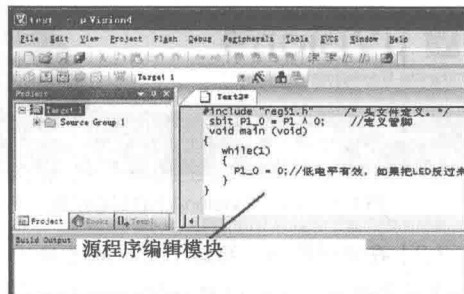 test - µVision4
File Edit View Project Flash Debug Peripherals Tools SVCS Window Help
Target 1
Project
Test2*
Target 1
Source Group 1
#include "reg51.h" /* 头文件定义。*/
sbit P1_0 = P1 ^ 0; //定义管脚
void main (void)
{
while(1)
{
P1_0 = 0;//低电平有效，如果把LED反过来
}
}
Project Books Templ
Build Output
源程序编辑模块